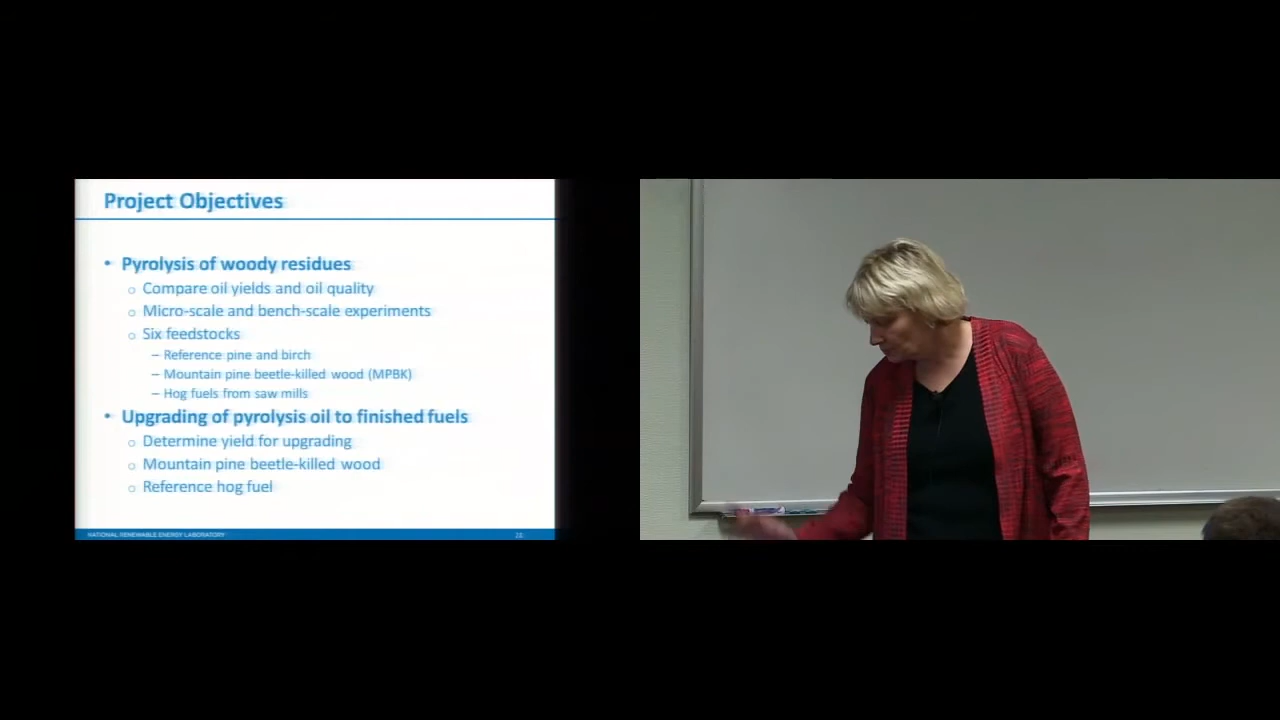 Project Objectives
• Pyrolysis of woody residues
o Compare oil yields and oil quality
o Micro-scale and bench-scale experiments
o Six feedstocks
– Reference pine and birch
– Mountain pine beetle-killed wood (MPBK)
– Hog fuels from saw mills
• Upgrading of pyrolysis oil to finished fuels
o Determine yield for upgrading
o Mountain pine beetle-killed wood
o Reference hog fuel
NATIONAL RENEWABLE ENERGY LABORATORY